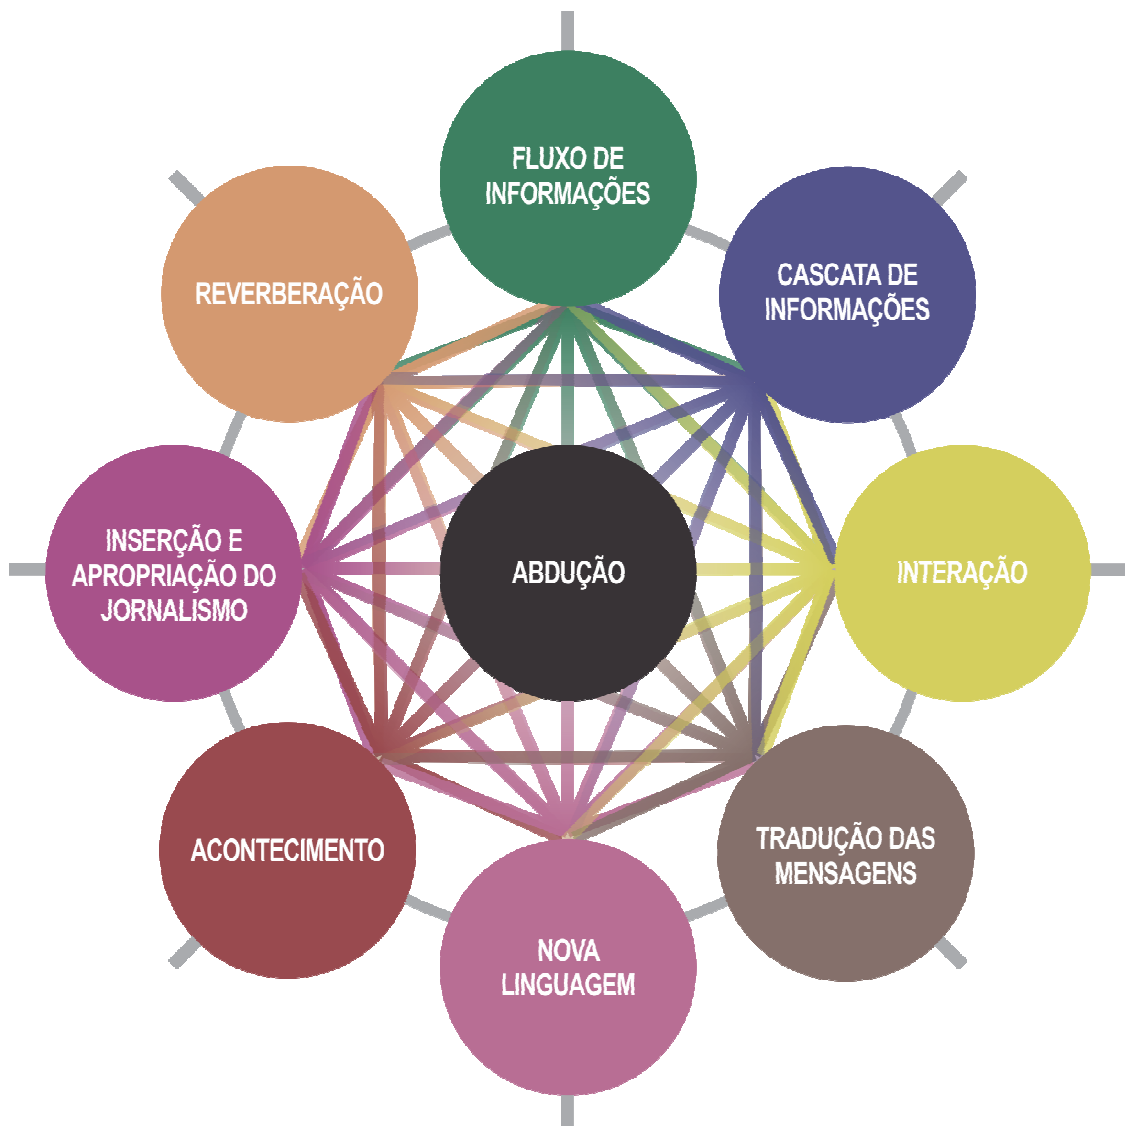 FLUXO DE
INFORMAÇÕES
CASCATA DE
INFORMAÇÕES
REVERBERAÇÃO
INSERÇÃO E
APROPRIAÇÃO DO
JORNALISMO
ABDUÇÃO
INTERAÇÃO
ACONTECIMENTO
TRADUÇÃO DAS
MENSAGENS
NOVA
LINGUAGEM